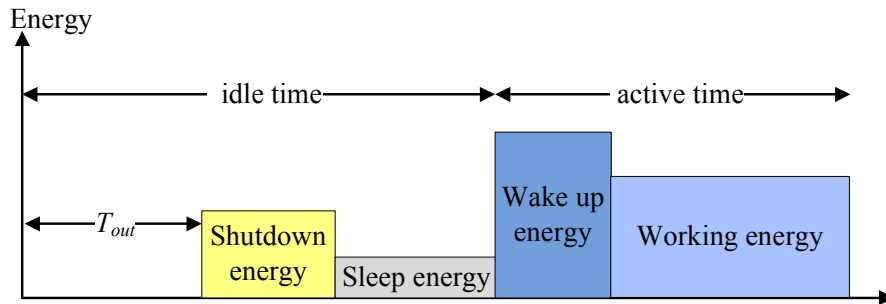 Energy
idle time
active time
T_out
Shutdown
energy
Sleep energy
Wake up
energy
Working energy